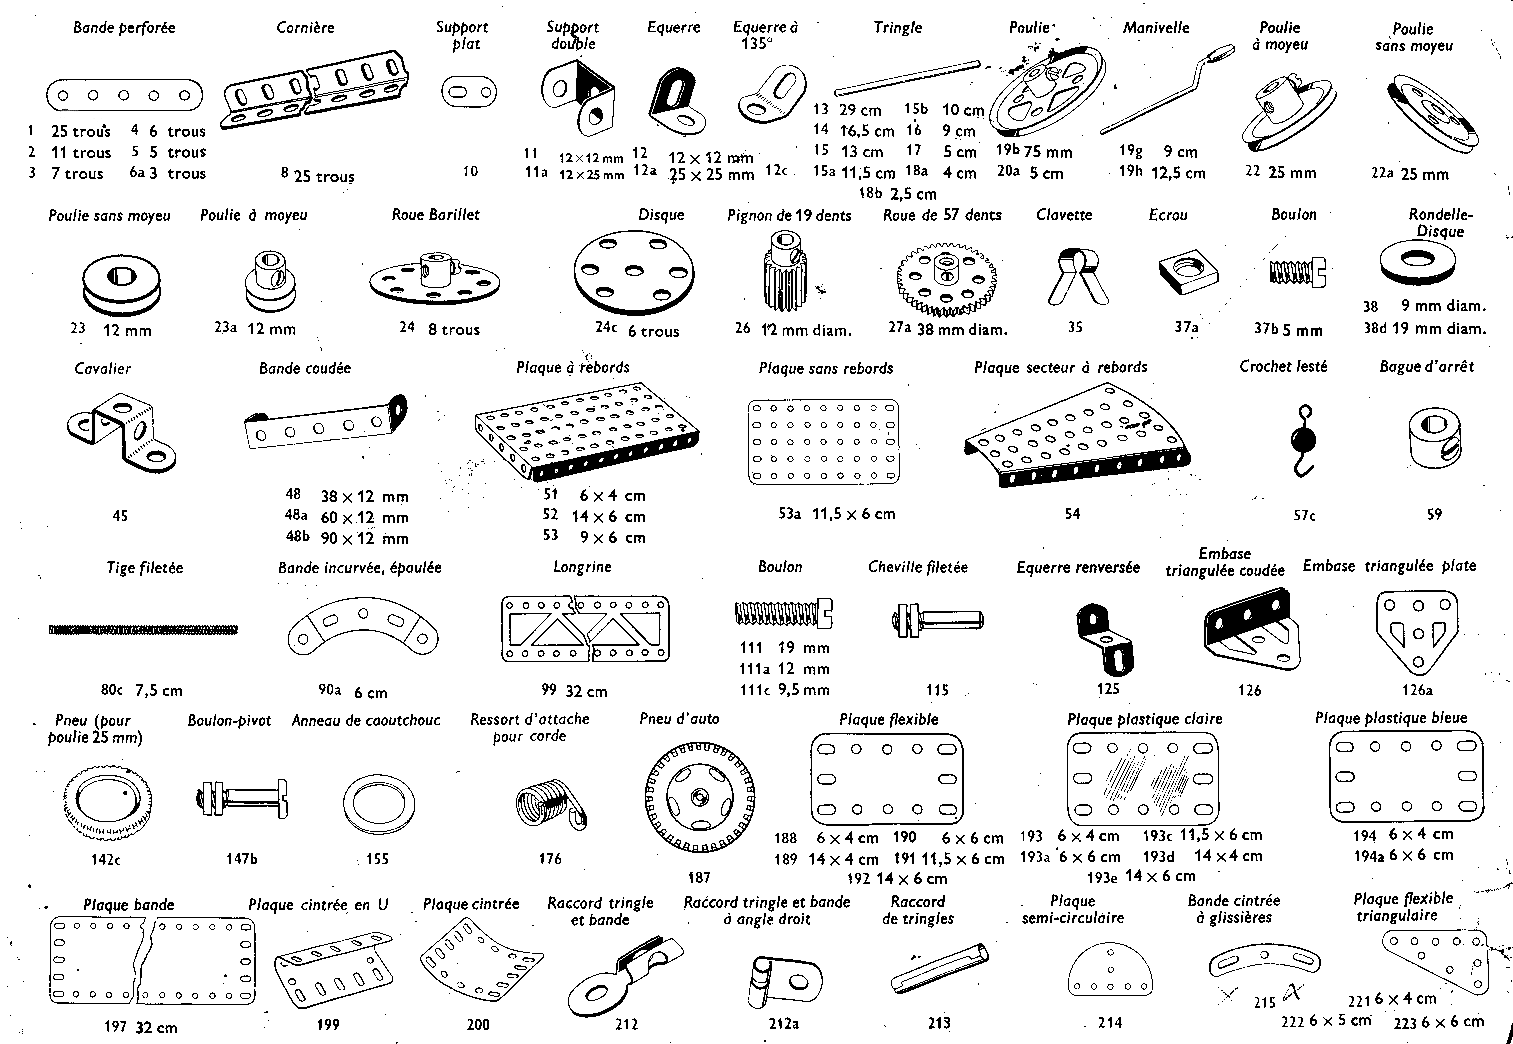 Bande perforée
1 25 trous 4 6 trous
2 11 trous 5 5 trous
3 7 trous 6a 3 trous
Cornière
8 25 trous
Support
plat
10
Support
double
11 12×12 mm
11a 12×25 mm
Equerre
12 12 × 12 mm
12a 25 × 25 mm
Equerre à
135°
12c
Tringle
13 29 cm 15b 10 cm
14 16,5 cm 16 9 cm
15 13 cm 17 5 cm
15a 11,5 cm 18a 4 cm
18b 2,5 cm
Poulie
19b 75 mm
20a 5 cm
Manivelle
19g 9 cm
19h 12,5 cm
Poulie
à moyeu
22 25 mm
Poulie
sans moyeu
22a 25 mm
Poulie sans moyeu
23 12 mm
Poulie à moyeu
23a 12 mm
Roue Barillet
24 8 trous
Disque
24c 6 trous
Pignon de 19 dents
26 12 mm diam.
Roue de 57 dents
27a 38 mm diam.
Clavette
35
Ecrou
37a
Boulon
37b 5 mm
Rondelle-
Disque
38 9 mm diam.
38d 19 mm diam.
Cavalier
45
Bande coudée
48 38 × 12 mm
48a 60 × 12 mm
48b 90 × 12 mm
Plaque à rebords
51 6 × 4 cm
52 14 × 6 cm
53 9 × 6 cm
Plaque sans rebords
53a 11,5 × 6 cm
Plaque secteur à rebords
54
Crochet lesté
57c
Bague d'arrêt
59
Tige filetée
80c 7,5 cm
Bande incurvée, épaulée
90a 6 cm
Longrine
99 32 cm
Boulon
111 19 mm
111a 12 mm
111c 9,5 mm
Cheville filetée
115
Equerre renversée
125
Embase
triangulée coudée
126
Embase triangulée plate
126a
Pneu (pour
poulie 25 mm)
142c
Boulon-pivot
147b
Anneau de caoutchouc
155
Ressort d'attache
pour corde
176
Pneu d'auto
187
Plaque flexible
188 6 × 4 cm 190 6 × 6 cm
189 14 × 4 cm 191 11,5 × 6 cm
192 14 × 6 cm
Plaque plastique claire
193 6 × 4 cm 193c 11,5 × 6 cm
193a 6 × 6 cm 193d 14 × 4 cm
193e 14 × 6 cm
Plaque plastique bleue
194 6 × 4 cm
194a 6 × 6 cm
Plaque bande
197 32 cm
Plaque cintrée en U
199
Plaque cintrée
200
Raccord tringle
et bande
212
Raccord tringle et bande
à angle droit
212a
Raccord
de tringles
213
Plaque
semi-circulaire
214
Bande cintrée
à glissières
215
Plaque flexible
triangulaire
221 6 × 4 cm
222 6 × 5 cm 223 6 × 6 cm